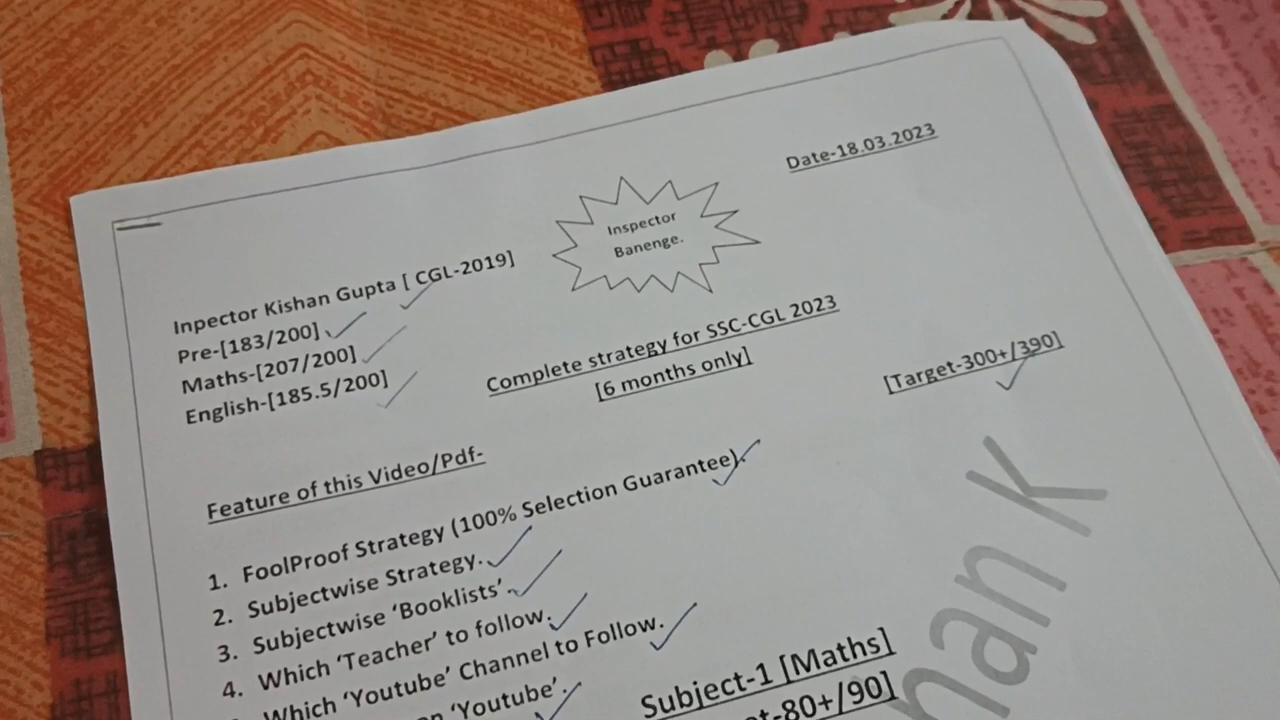 Date-18.03.2023
Inspector
Banenge.
Inpector Kishan Gupta [ CGL-2019]
Pre-[183/200]
Maths-[207/200]
English-[185.5/200]
Complete strategy for SSC-CGL 2023
[6 months only]
[Target-300+/390]
Feature of this Video/Pdf-
1. FoolProof Strategy (100% Selection Guarantee).
2. Subjectwise Strategy.
3. Subjectwise ‘Booklists’.
4. Which ‘Teacher’ to follow.
Which ‘Youtube’ Channel to Follow.
‘Youtube’.
Subject-1 [Maths]
-80+/90]
han K